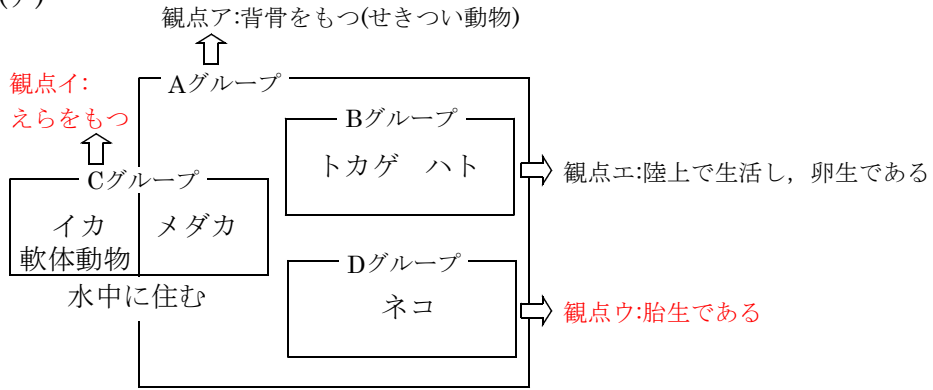 観点ア:背骨をもつ(せきつい動物)
観点イ:
えらをもつ
Aグループ
Bグループ
トカゲ ハト
観点エ:陸上で生活し，卵生である
Cグループ
イカ メダカ
軟体動物
水中に住む
Dグループ
ネコ
観点ウ:胎生である